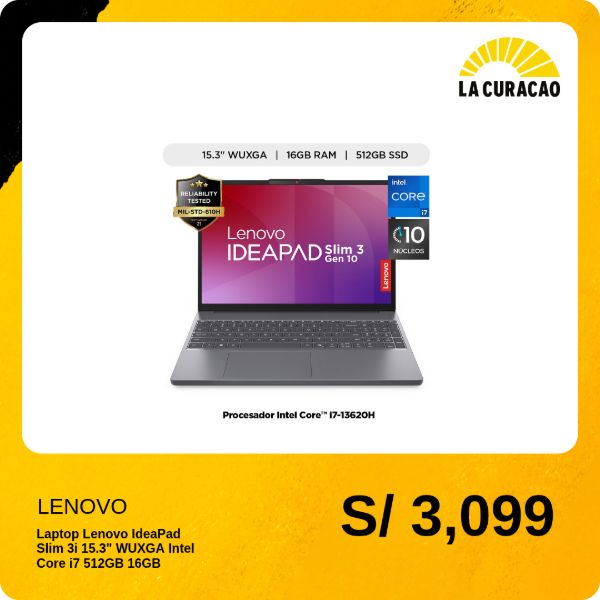 LA CURACAO
15.3" WUXGA | 16GB RAM | 512GB SSD
RELIABILITY
TESTED
MIL-STD-810H
intel
CORE
i7
10
NÚCLEOS
Lenovo
IDEAPAD Slim 3
Gen 10
Lenovo
Procesador Intel Core™ I7-13620H
LENOVO
Laptop Lenovo IdeaPad
Slim 3i 15.3" WUXGA Intel
Core i7 512GB 16GB
S/ 3,099